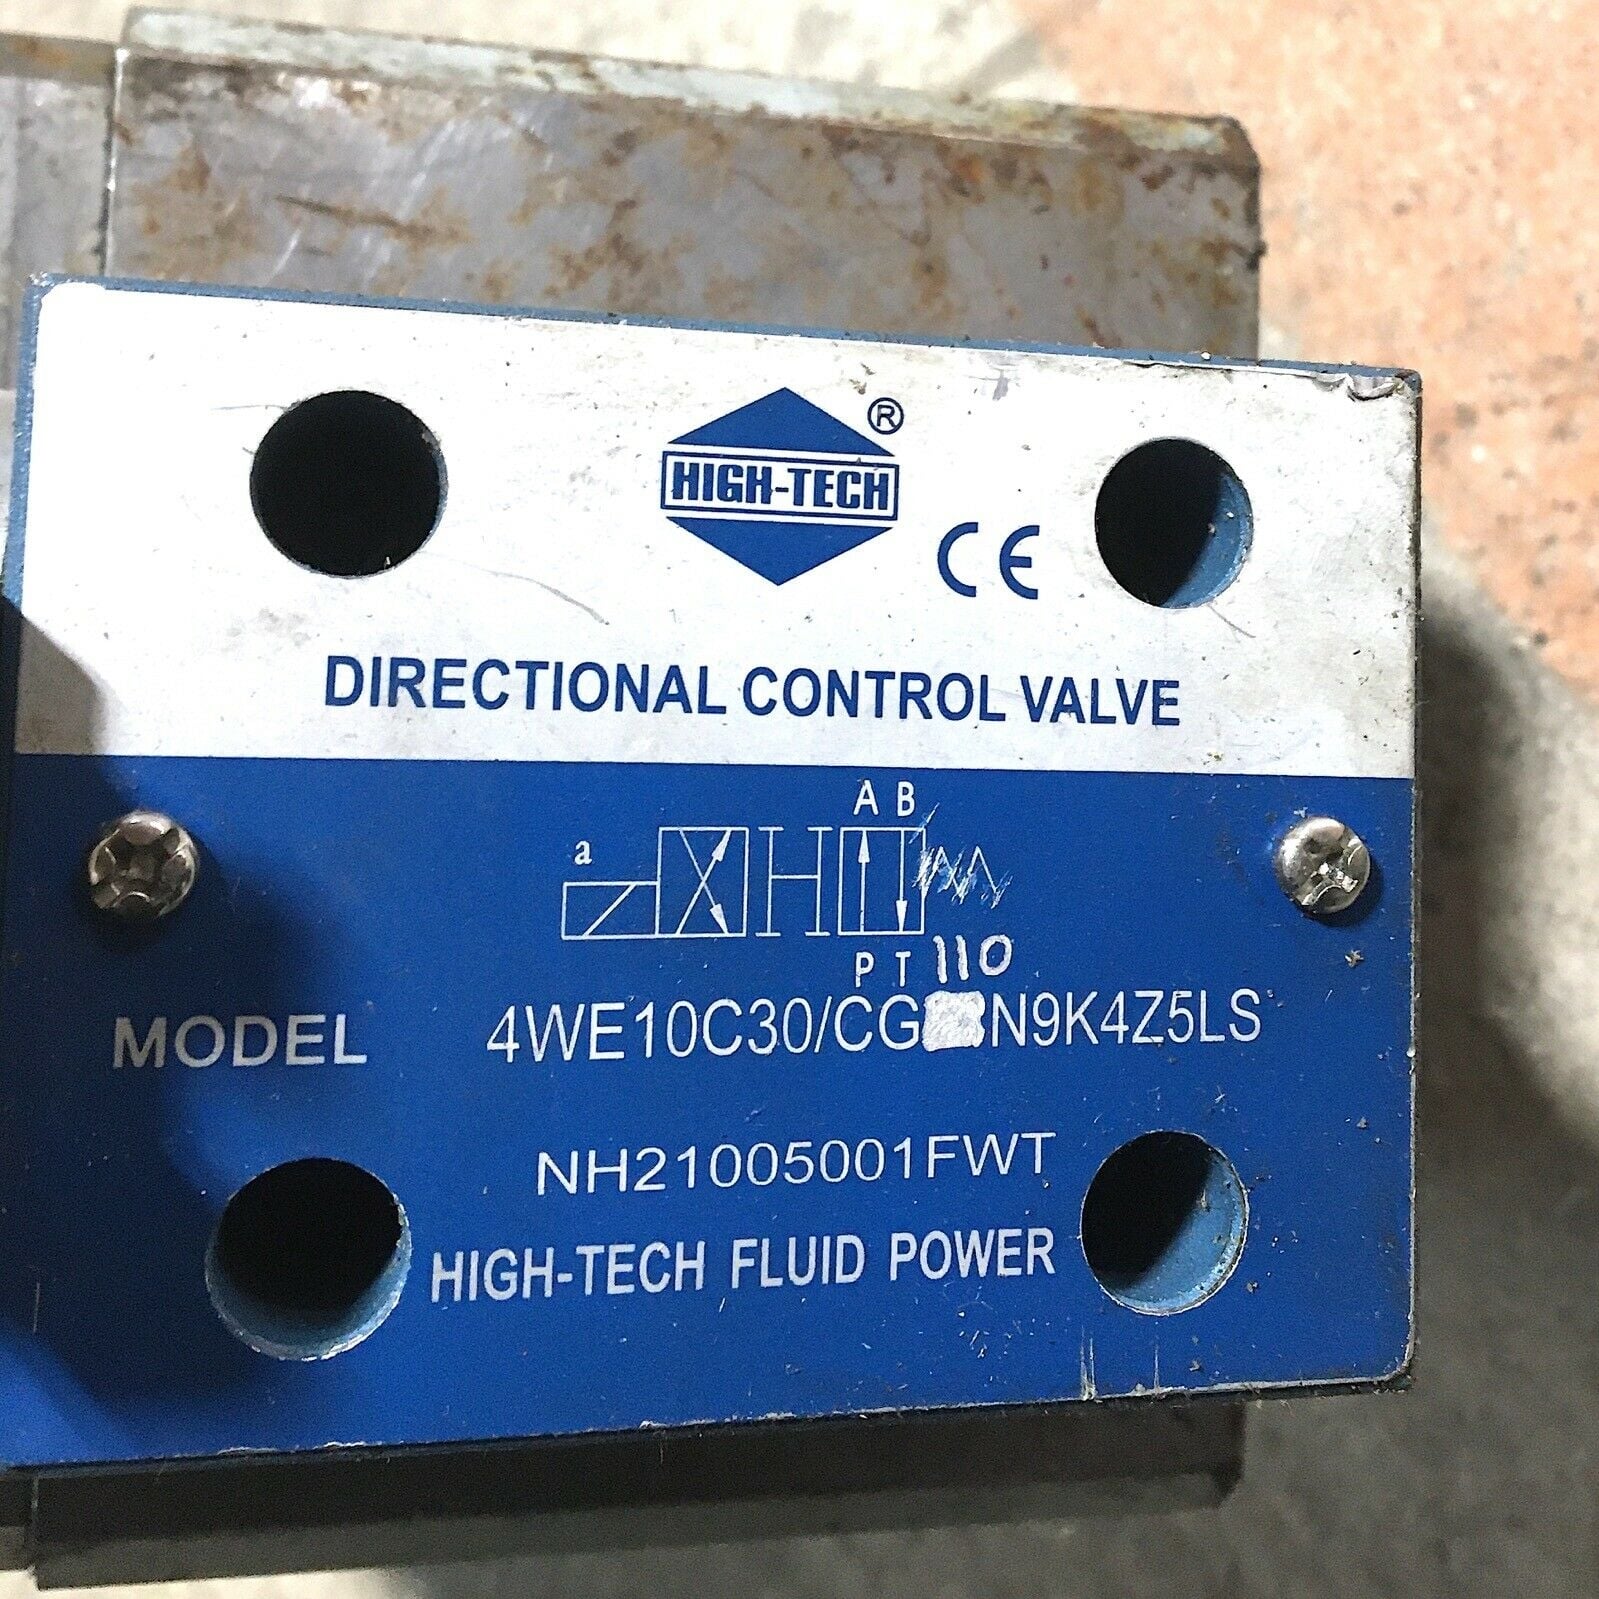 HIGH-TECH ®
CE
DIRECTIONAL CONTROL VALVE
A B
a
P T 110
MODEL 4WE10C30/CG N9K4Z5LS
NH21005001FWT
HIGH-TECH FLUID POWER